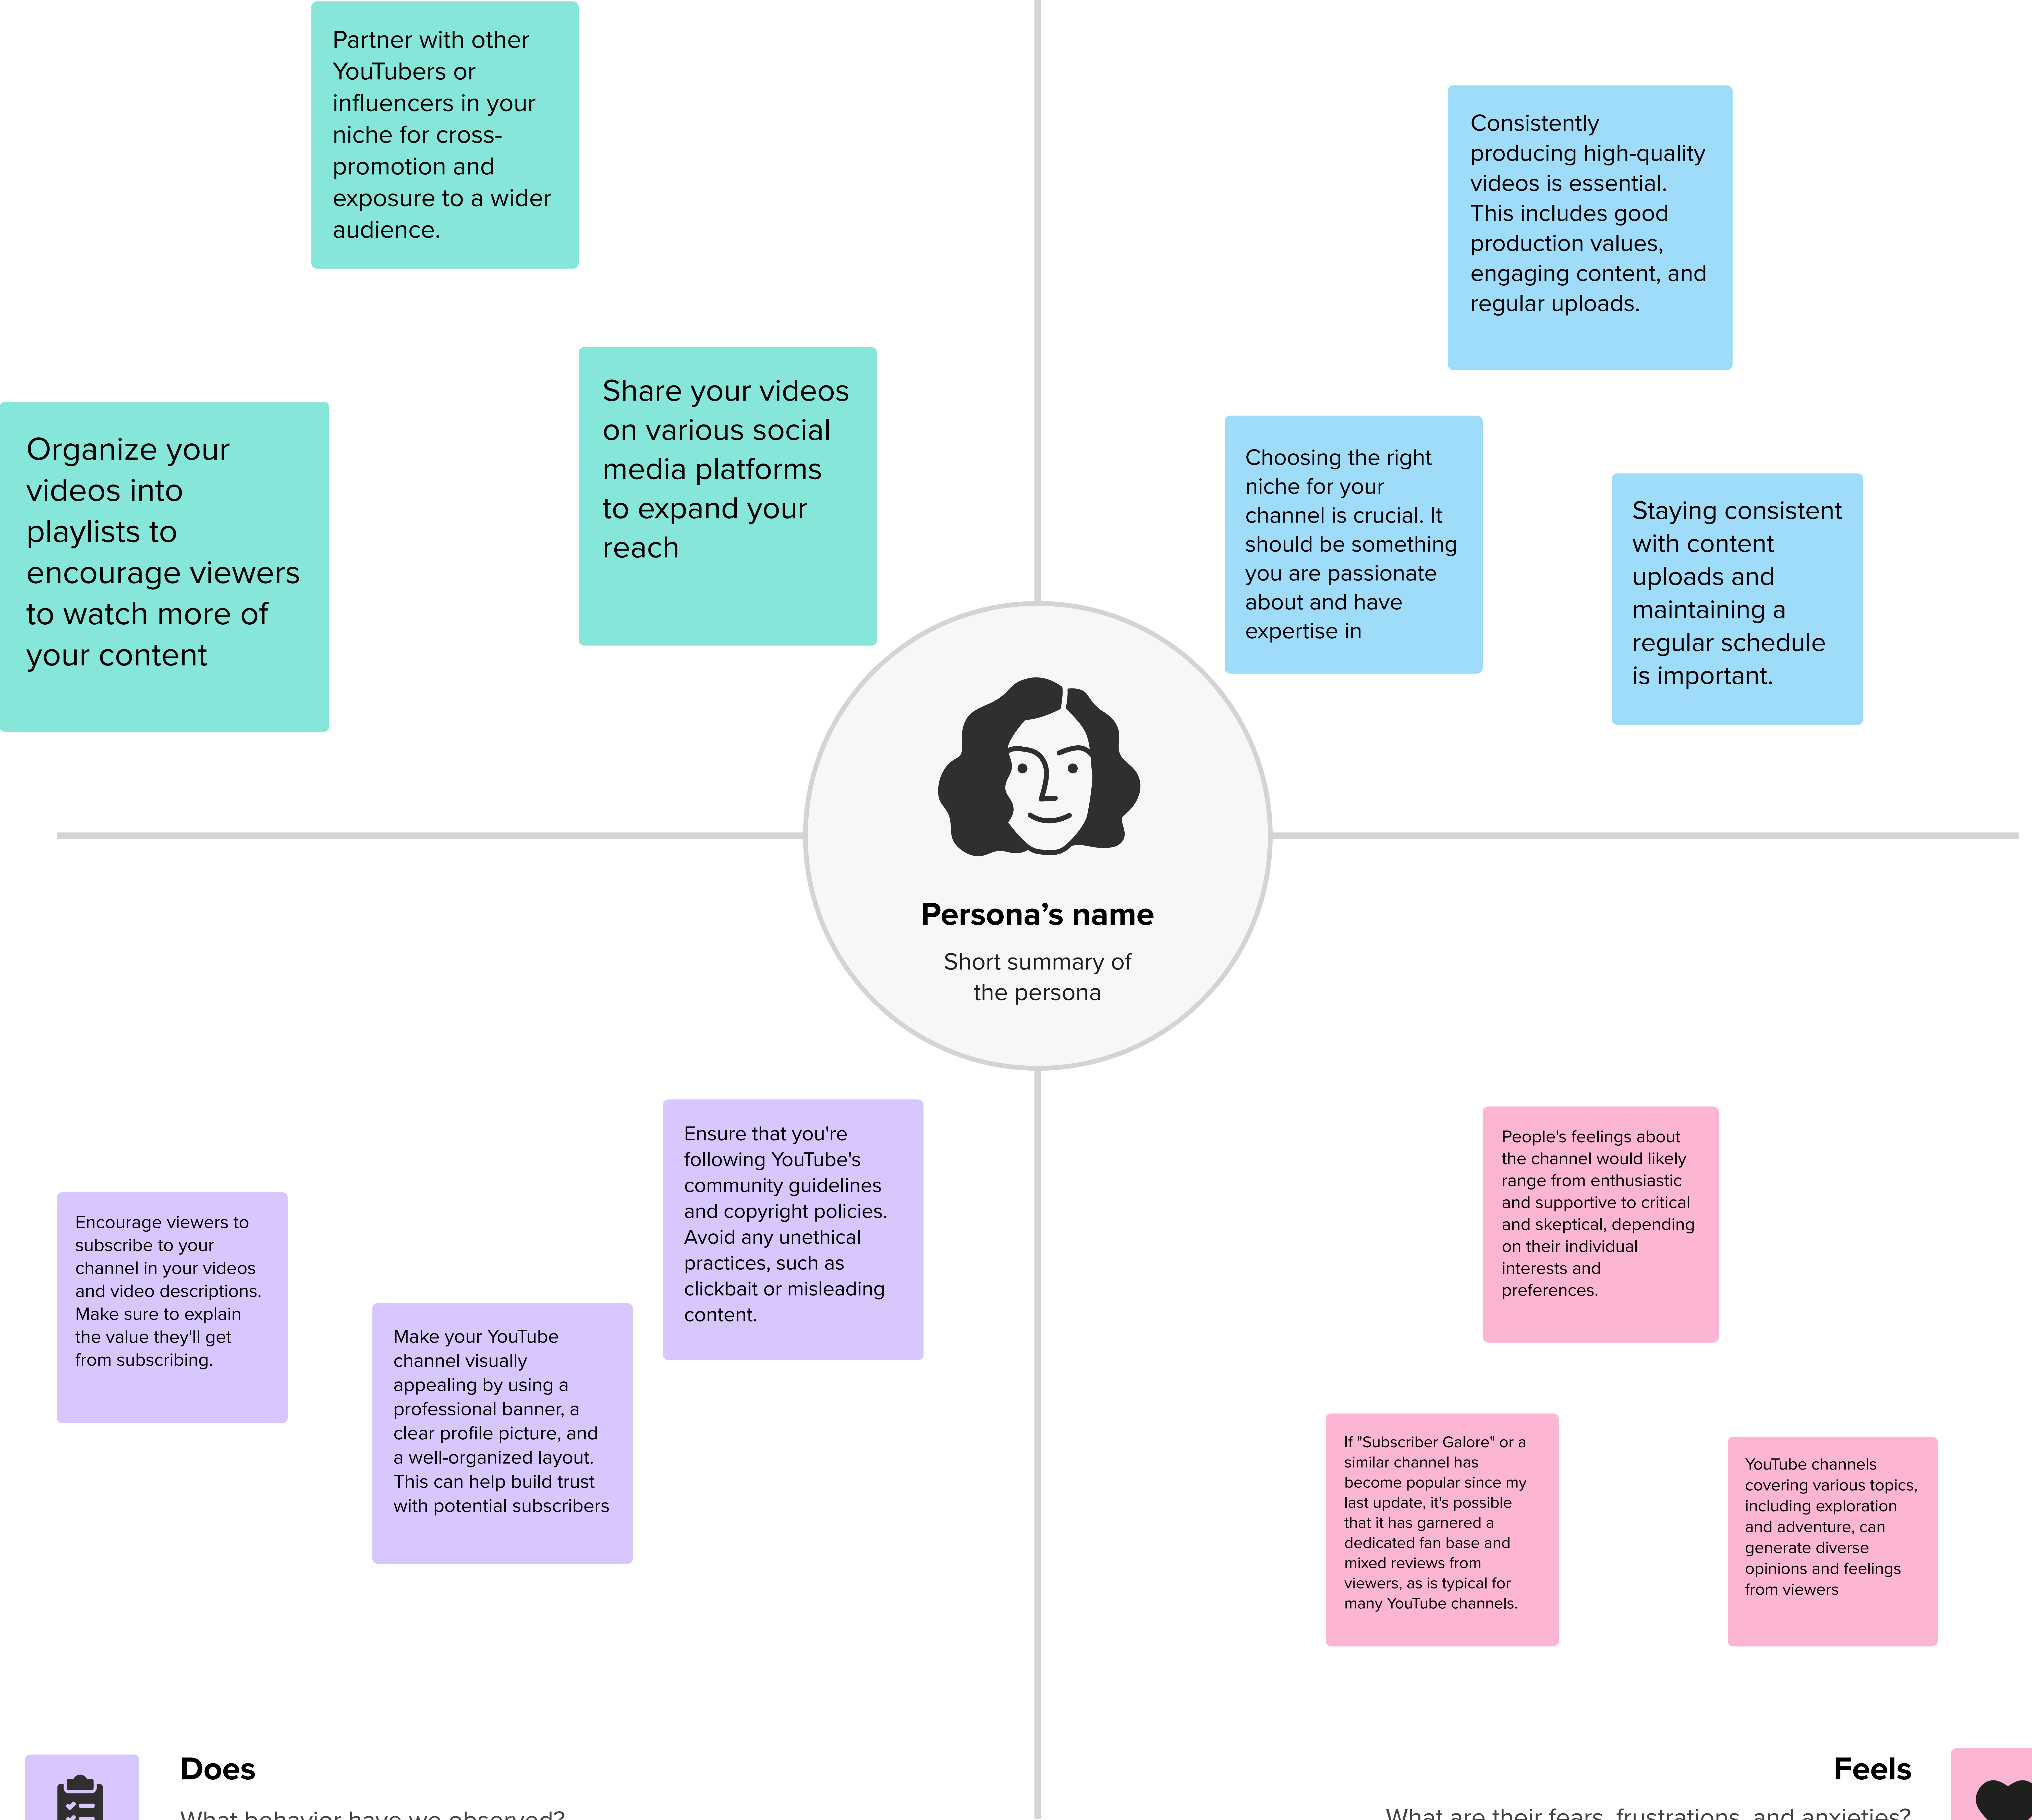 Partner with other
YouTubers or
influencers in your
niche for cross-
promotion and
exposure to a wider
audience.
Organize your
videos into
playlists to
encourage viewers
to watch more of
your content
Share your videos
on various social
media platforms
to expand your
reach
Consistently
producing high-quality
videos is essential.
This includes good
production values,
engaging content, and
regular uploads.
Choosing the right
niche for your
channel is crucial. It
should be something
you are passionate
about and have
expertise in
Staying consistent
with content
uploads and
maintaining a
regular schedule
is important.
Persona’s name
Short summary of
the persona
Encourage viewers to
subscribe to your
channel in your videos
and video descriptions.
Make sure to explain
the value they'll get
from subscribing.
Make your YouTube
channel visually
appealing by using a
professional banner, a
clear profile picture, and
a well-organized layout.
This can help build trust
with potential subscribers
Ensure that you're
following YouTube's
community guidelines
and copyright policies.
Avoid any unethical
practices, such as
clickbait or misleading
content.
People's feelings about
the channel would likely
range from enthusiastic
and supportive to critical
and skeptical, depending
on their individual
interests and
preferences.
If "Subscriber Galore" or a
similar channel has
become popular since my
last update, it's possible
that it has garnered a
dedicated fan base and
mixed reviews from
viewers, as is typical for
many YouTube channels.
YouTube channels
covering various topics,
including exploration
and adventure, can
generate diverse
opinions and feelings
from viewers
Does
What behavior have we observed?
Feels
What are their fears, frustrations, and anxieties?